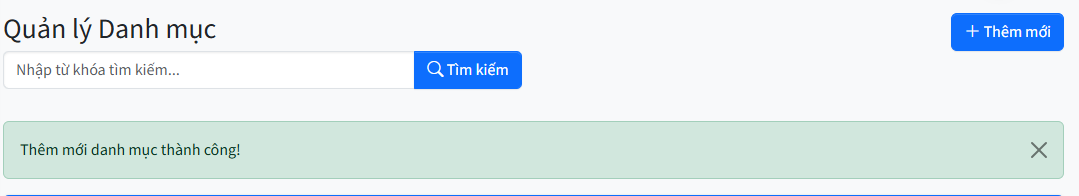 Quản lý Danh mục
Thêm mới
Nhập từ khóa tìm kiếm...
Tìm kiếm
Thêm mới danh mục thành công!